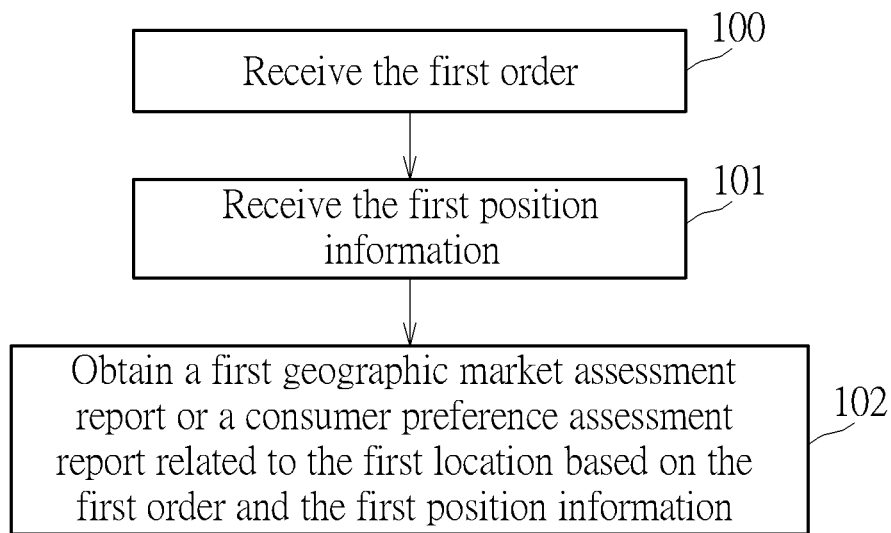 100
Receive the first order
101
Receive the first position
information
Obtain a first geographic market assessment
report or a consumer preference assessment
report related to the first location based on the
first order and the first position information
102